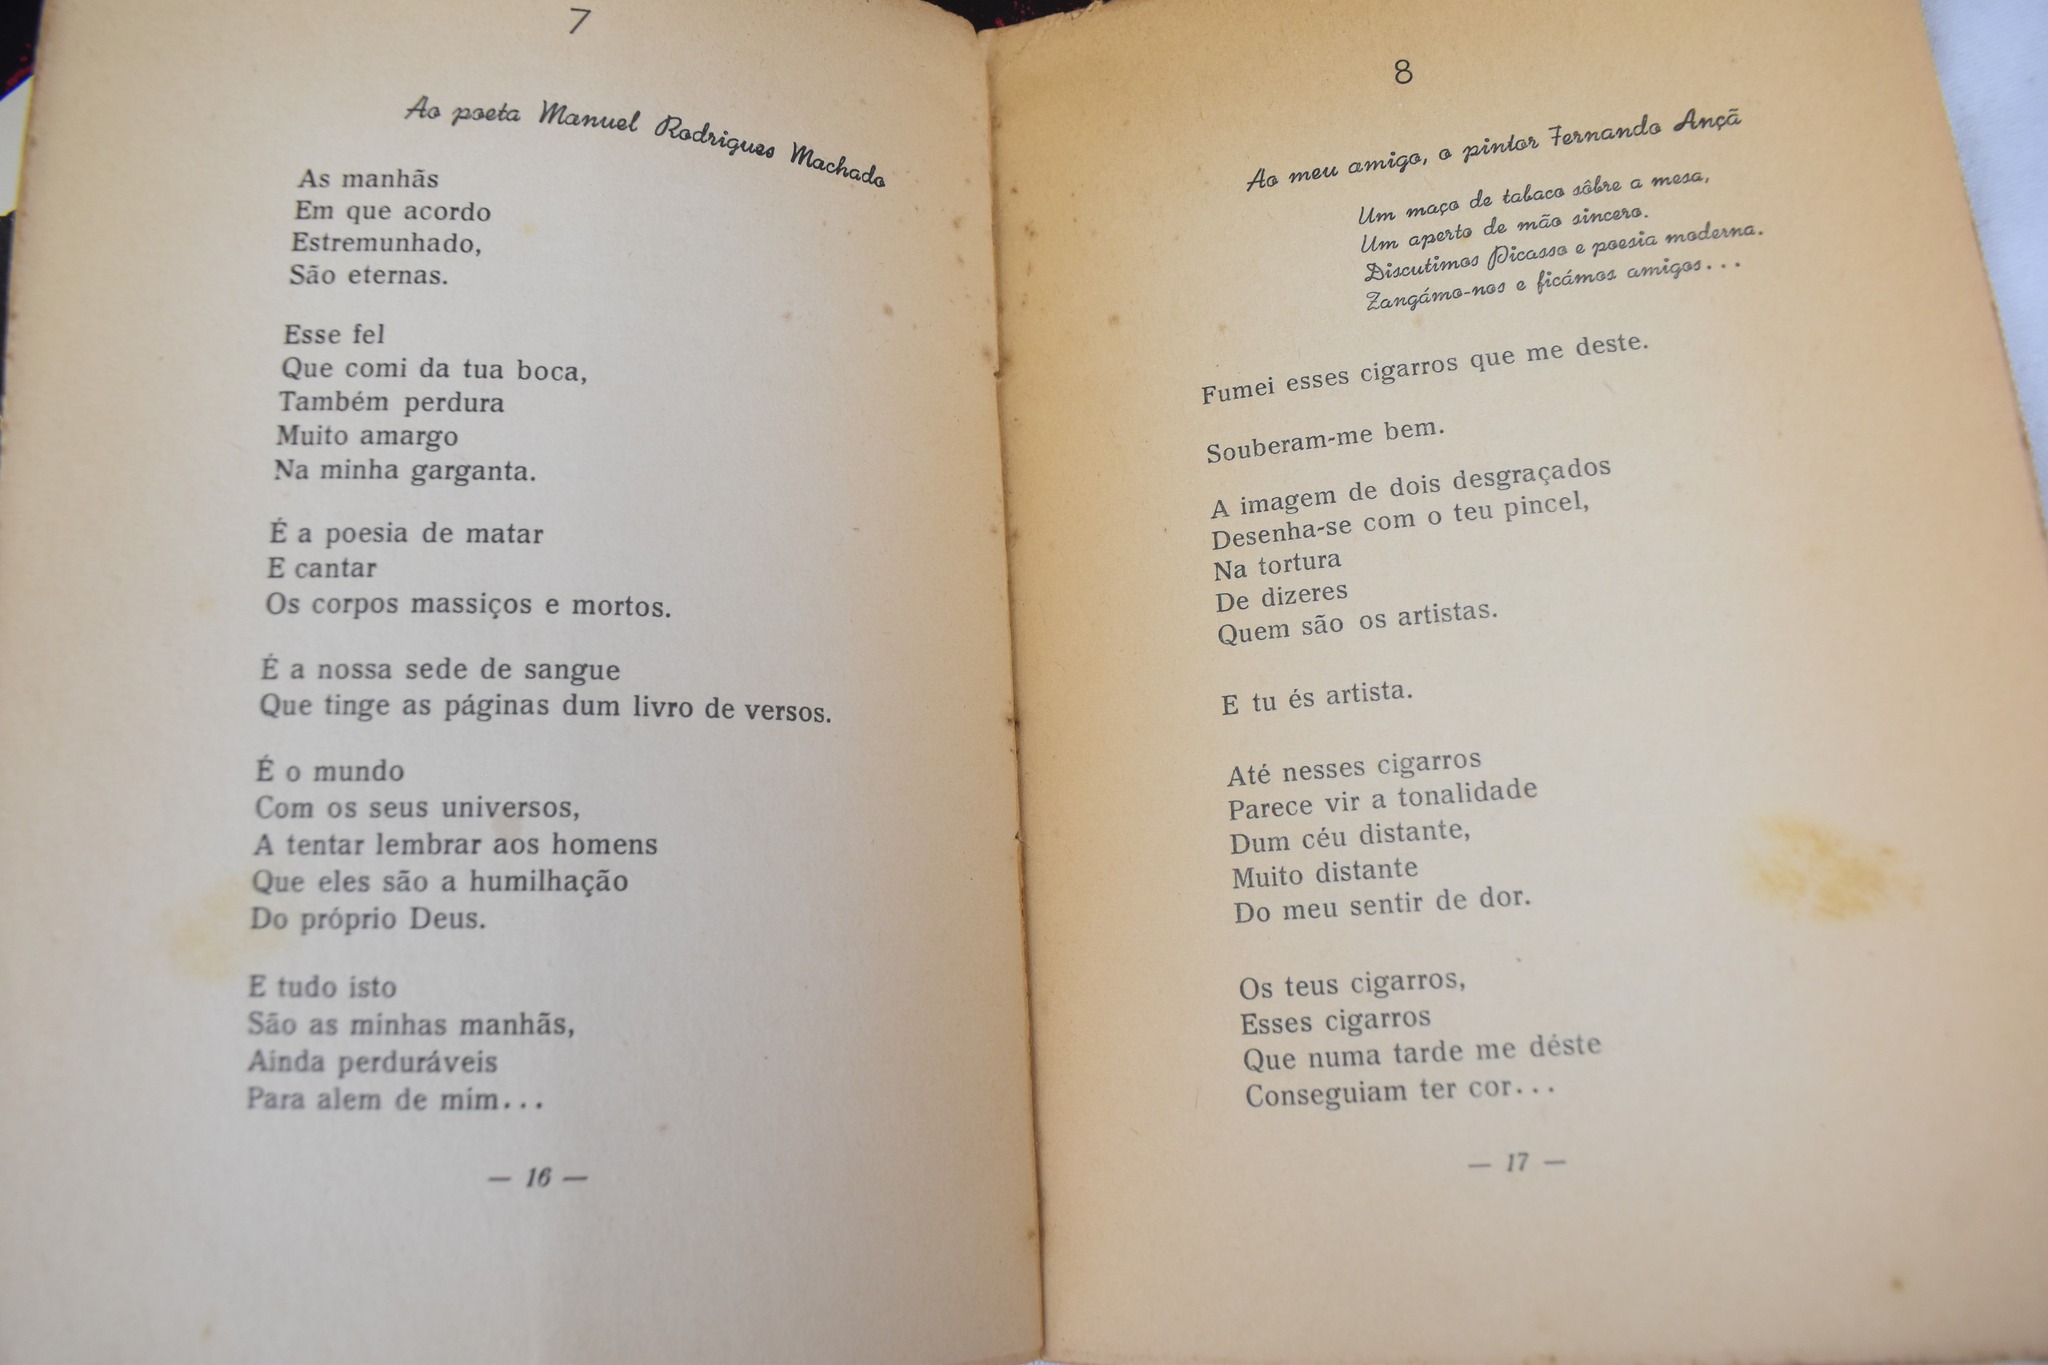 7
Ao poeta Manuel Rodrigues Machado
As manhãs
Em que acordo
Estremunhado,
São eternas.
Esse fel
Que comi da tua boca,
Também perdura
Muito amargo
Na minha garganta.
É a poesia de matar
E cantar
Os corpos massiços e mortos.
É a nossa sede de sangue
Que tinge as páginas dum livro de versos.
É o mundo
Com os seus universos,
A tentar lembrar aos homens
Que eles são a humilhação
Do próprio Deus.
E tudo isto
São as minhas manhãs,
Ainda perduráveis
Para alem de mim...
— 16 —
8
Ao meu amigo, o pintor Fernando Ançã
Um maço de tabaco sôbre a mesa,
Um aperto de mão sincero.
Discutimos Picasso e poesia moderna.
Zangámo-nos e ficámos amigos...
Fumei esses cigarros que me deste.
Souberam-me bem.
A imagem de dois desgraçados
Desenha-se com o teu pincel,
Na tortura
De dizeres
Quem são os artistas.
E tu és artista.
Até nesses cigarros
Parece vir a tonalidade
Dum céu distante,
Muito distante
Do meu sentir de dor.
Os teus cigarros,
Esses cigarros
Que numa tarde me déste
Conseguiam ter cor...
— 17 —